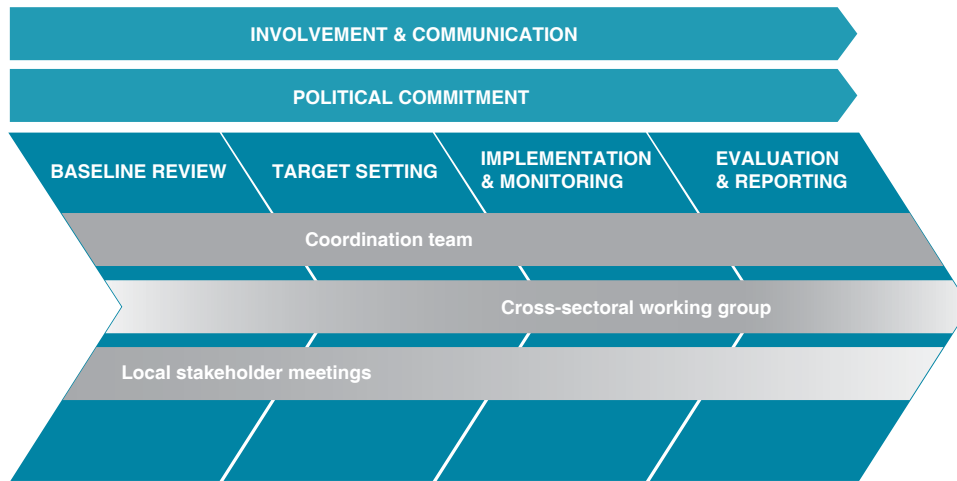 INVOLVEMENT & COMMUNICATION
POLITICAL COMMITMENT
BASELINE REVIEW
TARGET SETTING
IMPLEMENTATION
& MONITORING
EVALUATION
& REPORTING
Coordination team
Cross-sectoral working group
Local stakeholder meetings